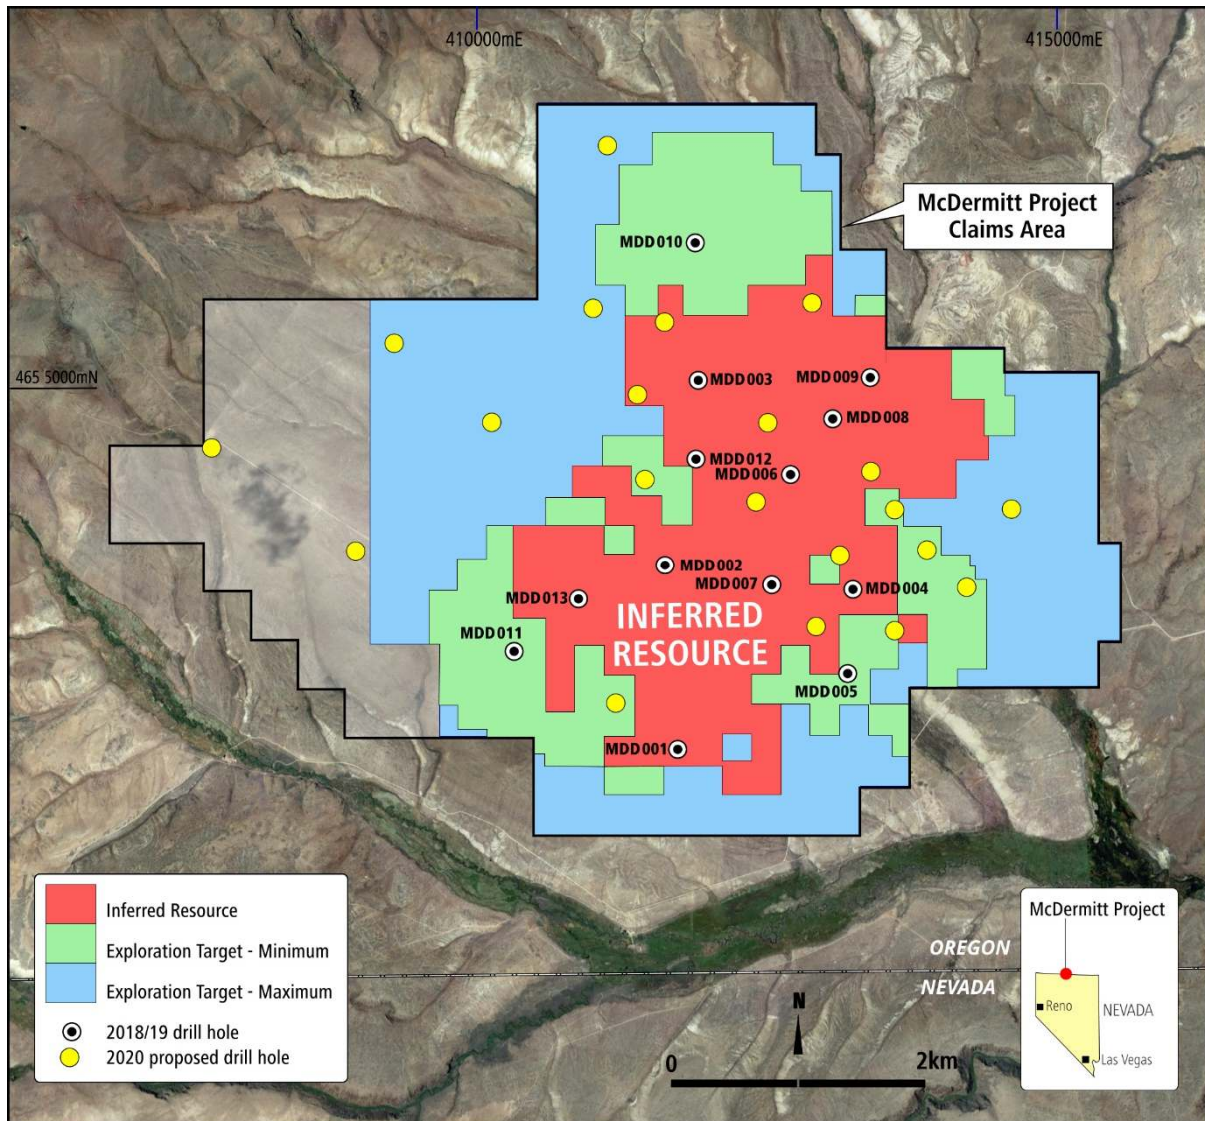 410000mE
415000mE
McDermitt Project
Claims Area
MDD010
465 5000mN
MDD003
MDD009
MDD008
MDD012
MDD006
MDD002
MDD007
MDD004
MDD013
INFERRED
RESOURCE
MDD011
MDD005
MDD001
Inferred Resource
Exploration Target - Minimum
Exploration Target - Maximum
2018/19 drill hole
2020 proposed drill hole
OREGON
NEVADA
N
0
2km
McDermitt Project
Reno
NEVADA
Las Vegas